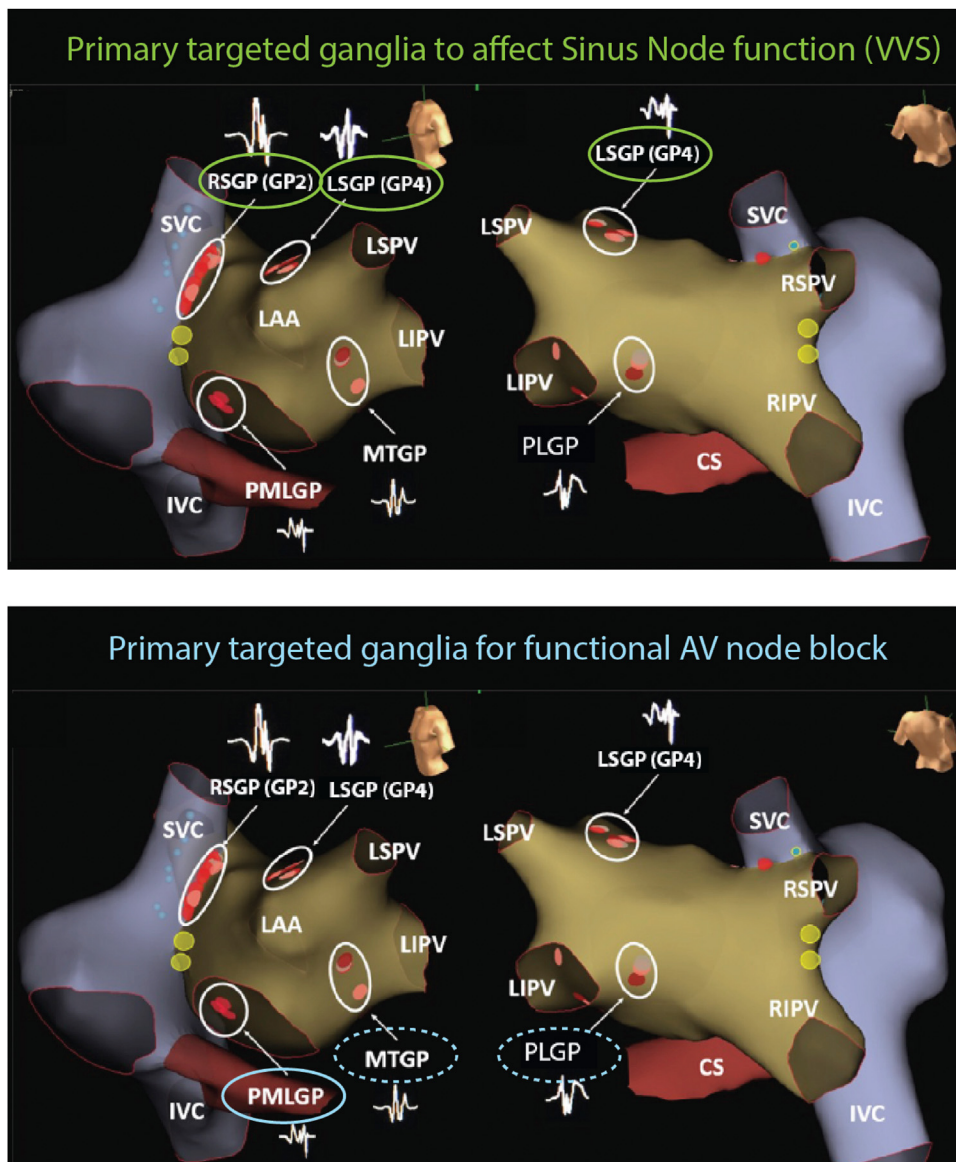 Primary targeted ganglia to affect Sinus Node function (VVS)
RSGP (GP2)
LSGP (GP4)
SVC
LSPV
LAA
LIPV
MTGP
PMLGP
IVC
LSGP (GP4)
LSPV
SVC
RSPV
LIPV
RIPV
PLGP
CS
IVC
Primary targeted ganglia for functional AV node block
RSGP (GP2)
LSGP (GP4)
SVC
LSPV
LAA
LIPV
MTGP
PMLGP
IVC
LSGP (GP4)
LSPV
SVC
RSPV
LIPV
RIPV
PLGP
CS
IVC